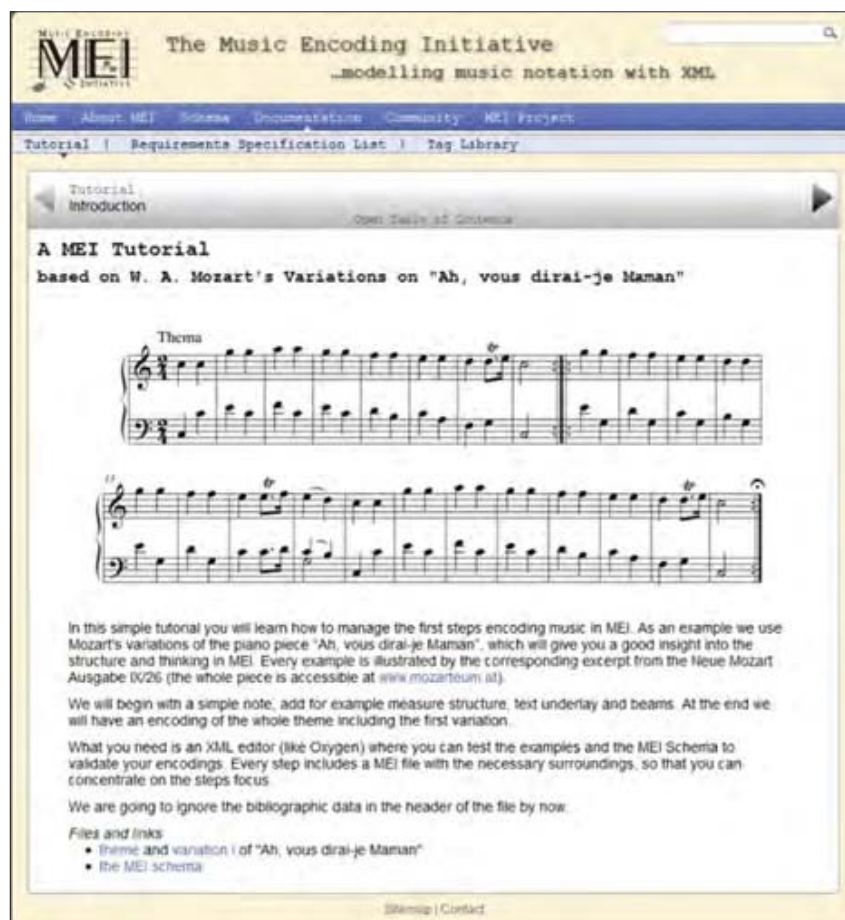 MUSIC ENCODING
MEI
INITIATIVE
The Music Encoding Initiative
…modelling music notation with XML
Home About MEI Schema Documentation Community MEI Project
Tutorial | Requirements Specification List | Tag Library
Tutorial
Introduction
Open Table of Contents
A MEI Tutorial
based on W. A. Mozart's Variations on "Ah, vous dirai-je Maman"
Thema
In this simple tutorial you will learn how to manage the first steps encoding music in MEI. As an example we use
Mozart's variations of the piano piece "Ah, vous dirai-je Maman", which will give you a good insight into the
structure and thinking in MEI. Every example is illustrated by the corresponding excerpt from the Neue Mozart
Ausgabe IX/26 (the whole piece is accessible at www.mozarteum.at).
We will begin with a simple note, add for example measure structure, text underlay and beams. At the end we
will have an encoding of the whole theme including the first variation.
What you need is an XML editor (like Oxygen) where you can test the examples and the MEI Schema to
validate your encodings. Every step includes a MEI file with the necessary surroundings, so that you can
concentrate on the steps focus.
We are going to ignore the bibliographic data in the header of the file by now.
Files and links
• theme and variation I of "Ah, vous dirai-je Maman"
• the MEI schema
Sitemap | Contact